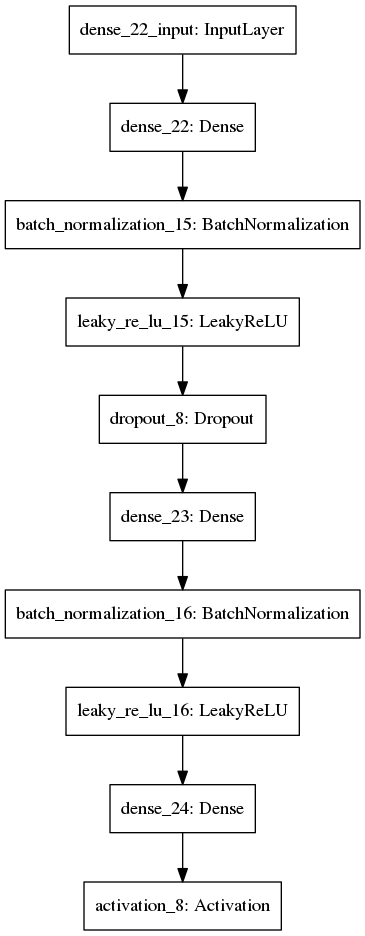 dense_22_input: InputLayer
dense_22: Dense
batch_normalization_15: BatchNormalization
leaky_re_lu_15: LeakyReLU
dropout_8: Dropout
dense_23: Dense
batch_normalization_16: BatchNormalization
leaky_re_lu_16: LeakyReLU
dense_24: Dense
activation_8: Activation